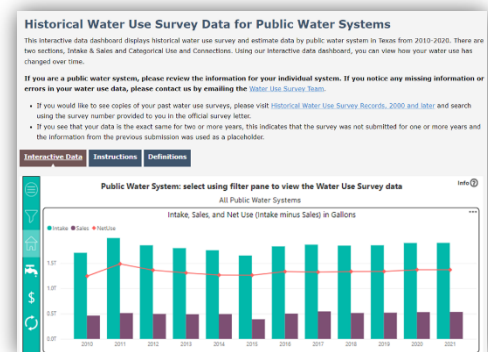 Historical Water Use Survey Data for Public Water Systems
This interactive data dashboard displays historical water use survey and estimate data by public water system in Texas from 2010-2020. There are
two sections, Intake & Sales and Categorical Use and Connections. Using our interactive data dashboard, you can view how your water use has
changed over time.
If you are a public water system, please review the information for your individual system. If you notice any missing information or
errors in your water use data, please contact us by emailing the Water Use Survey Team.
• If you would like to see copies of your past water use surveys, please visit Historical Water Use Survey Records, 2000 and later and search
using the survey number provided to you in the official survey letter.
• If you see that your data is the exact same for two or more years, this indicates that the survey was not submitted for one or more years and
the information from the previous submission was used as a placeholder.
Interactive Data Instructions Definitions
Public Water System: select using filter pane to view the Water Use Survey data Info
All Public Water Systems
Intake, Sales, and Net Use (Intake minus Sales) in Gallons
Intake Sales NetUse
1.0T
0.5T
0.0T
2010 2011 2012 2013 2014 2015 2016 2017 2018 2019 2020 2021